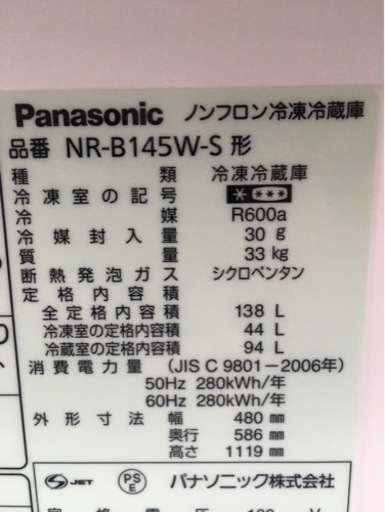 Panasonic ノンフロン冷凍冷蔵庫
品番 NR-B145W-S 形
種類 冷凍冷蔵庫
冷凍室の記号 * ***
冷媒 R600a
冷媒封入量 30 g
質量 33 kg
断熱発泡ガス シクロペンタン
定格内容積
全定格内容積 138 L
冷凍室の定格内容積 44 L
冷蔵室の定格内容積 94 L
消費電力量 (JIS C 9801-2006年)
50Hz 280kWh/年
60Hz 280kWh/年
外形寸法 幅 480 mm
奥行 586 mm
高さ 1119 mm
JET PS E パナソニック株式会社